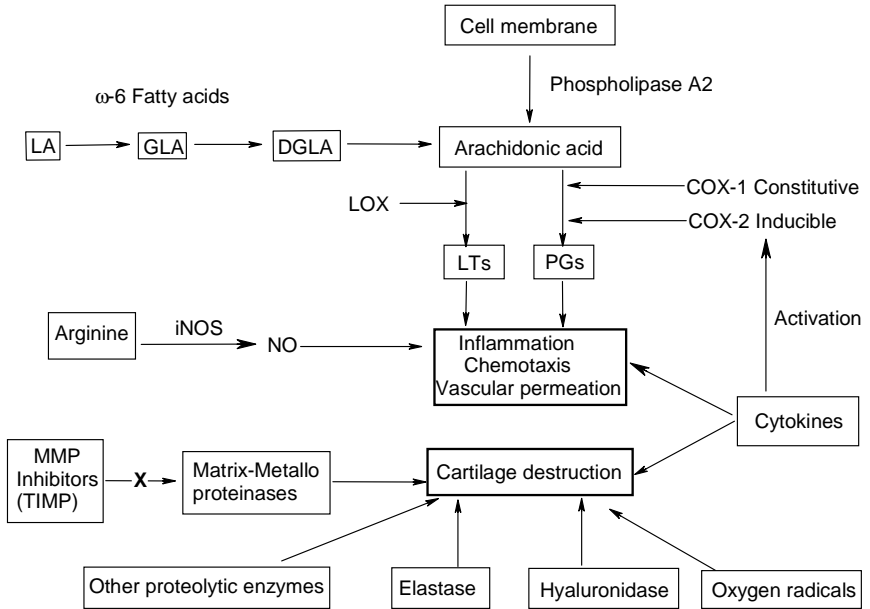 Cell membrane
Phospholipase A2
ω-6 Fatty acids
LA
GLA
DGLA
Arachidonic acid
COX-1 Constitutive
LOX
COX-2 Inducible
LTs
PGs
Activation
Arginine
iNOS
NO
Inflammation
Chemotaxis
Vascular permeation
Cytokines
MMP
Inhibitors
(TIMP)
X
Matrix-Metallo
proteinases
Cartilage destruction
Other proteolytic enzymes
Elastase
Hyaluronidase
Oxygen radicals